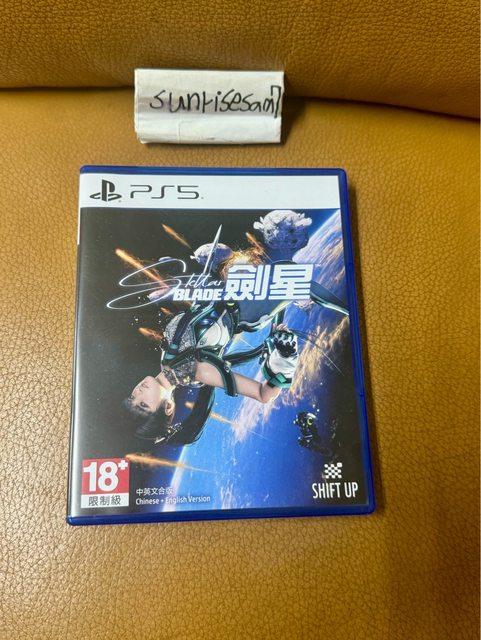 sunrisesam7
PS5
Stellar
BLADE 劍星
18+
限制級
中英文合版
Chinese + English Version
SHIFT UP